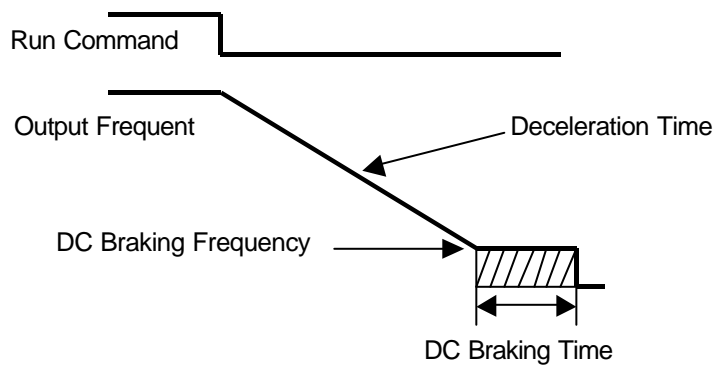 Run Command
Output Frequent
Deceleration Time
DC Braking Frequency
DC Braking Time